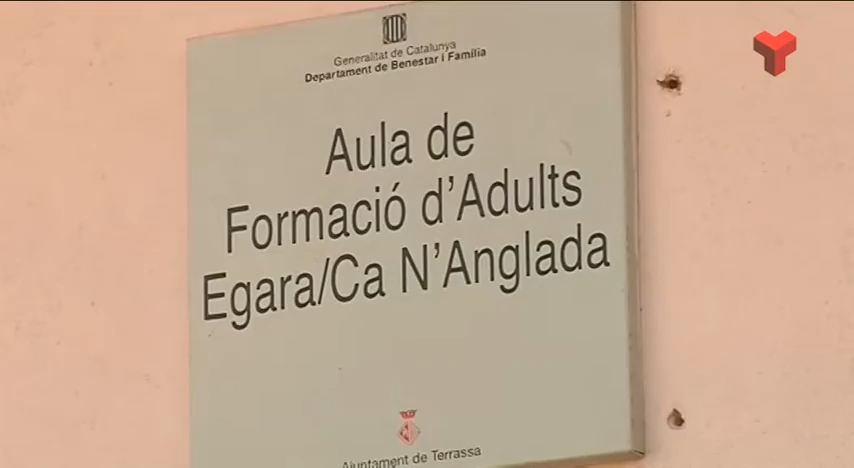 Generalitat de Catalunya
Departament de Benestar i Família
Aula de
Formació d'Adults
Egara/Ca N'Anglada
Ajuntament de Terrassa